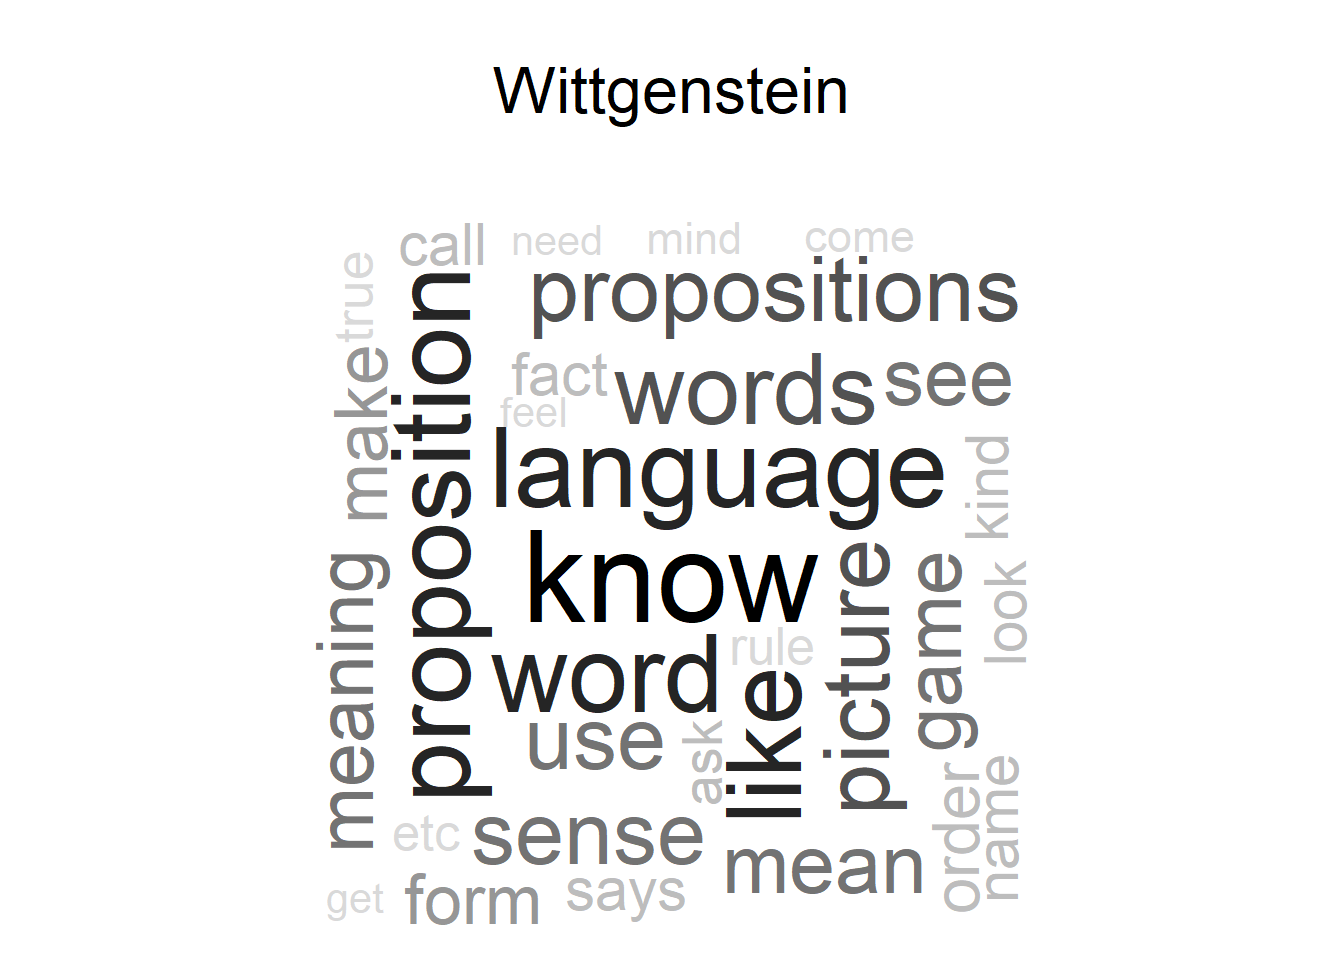 Wittgenstein
call
need
mind
come
true
propositions
proposition
make
fact
words
see
feel
language
kind
know
picture
game
look
meaning
word
rule
like
use
ask
order
name
etc
sense
mean
get
form
says